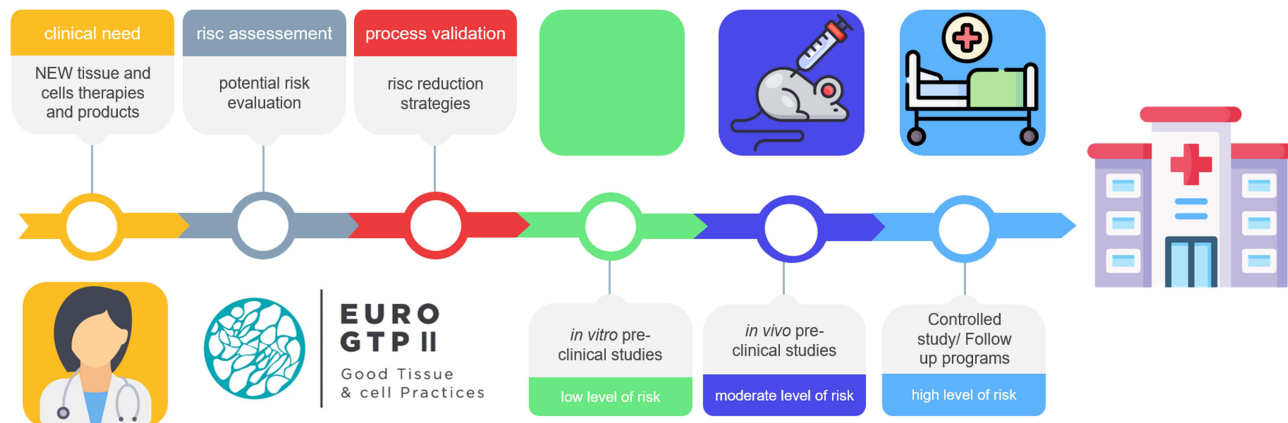 clinical need
NEW tissue and
cells therapies
and products
risc assessement
potential risk
evaluation
process validation
risc reduction
strategies
EURO
GTP II
Good Tissue
& cell Practices
in vitro pre-
clinical studies
low level of risk
in vivo pre-
clinical studies
moderate level of risk
Controlled
study/ Follow
up programs
high level of risk